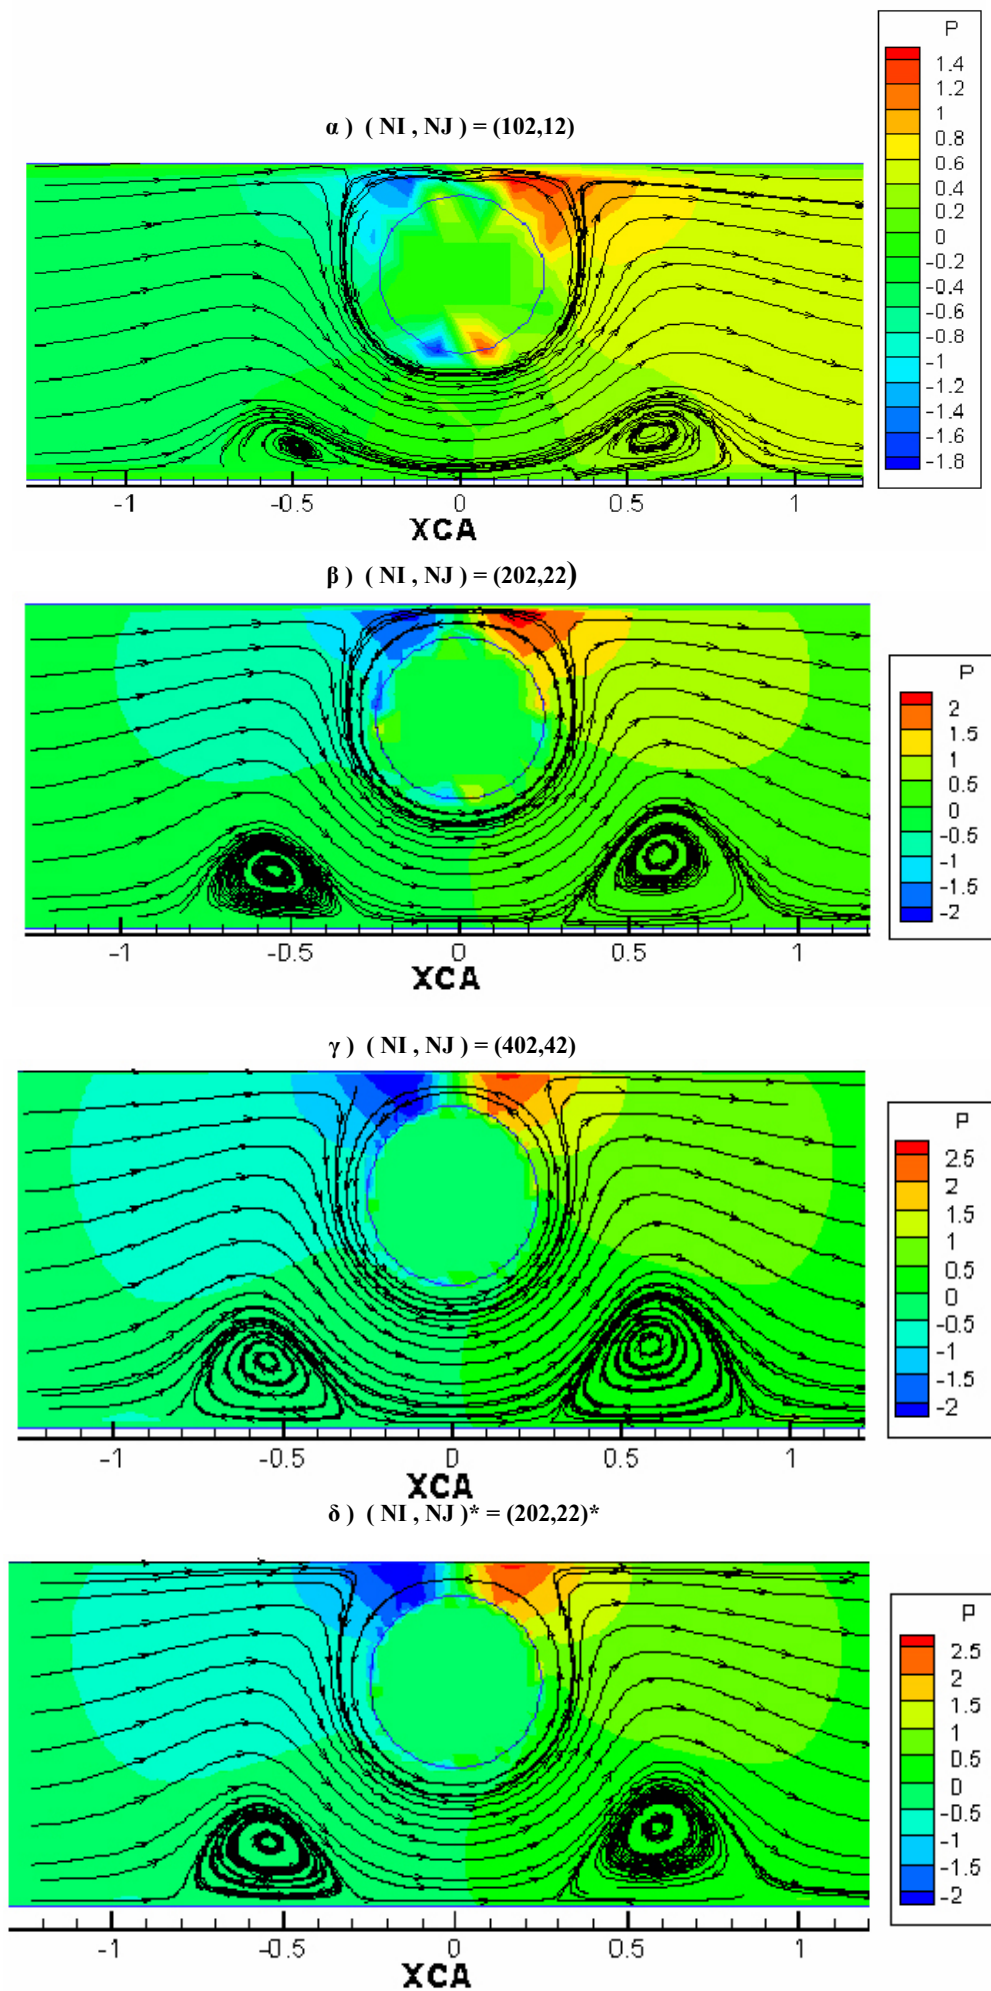 P
1.4
1.2
1
0.8
0.6
0.4
0.2
0
-0.2
-0.4
-0.6
-0.8
-1
-1.2
-1.4
-1.6
-1.8
α ) ( NI , NJ ) = (102,12)
-1 -0.5 0 0.5 1
XCA
β ) ( NI , NJ ) = (202,22)
P
2
1.5
1
0.5
0
-0.5
-1
-1.5
-2
-1 -0.5 0 0.5 1
XCA
γ ) ( NI , NJ ) = (402,42)
P
2.5
2
1.5
1
0.5
0
-0.5
-1
-1.5
-2
-1 -0.5 0 0.5 1
XCA
δ ) ( NI , NJ )* = (202,22)*
P
2.5
2
1.5
1
0.5
0
-0.5
-1
-1.5
-2
-1 -0.5 0 0.5 1
XCA